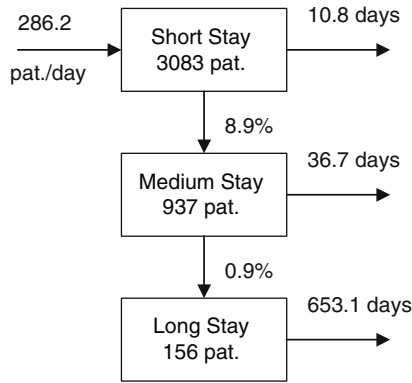 286.2
pat./day
Short Stay
3083 pat.
10.8 days
8.9%
Medium Stay
937 pat.
36.7 days
0.9%
Long Stay
156 pat.
653.1 days